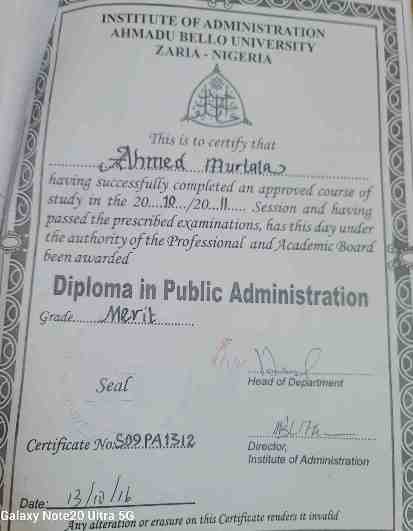 INSTITUTE OF ADMINISTRATION
AHMADU BELLO UNIVERSITY
ZARIA - NIGERIA
This is to certify that
Ahmed Murtala
having successfully completed an approved course of
study in the 20....10.../20...11..... Session and having
passed the prescribed examinations, has this day under
the authority of the Professional and Academic Board
been awarded
Diploma in Public Administration
Grade.....Merit............
Head of Department
Seal
Certificate No. S09PA1312
Director,
Institute of Administration
Date: 13/10/16
Any alteration or erasure on this Certificate renders it invalid
Galaxy Note20 Ultra 5G